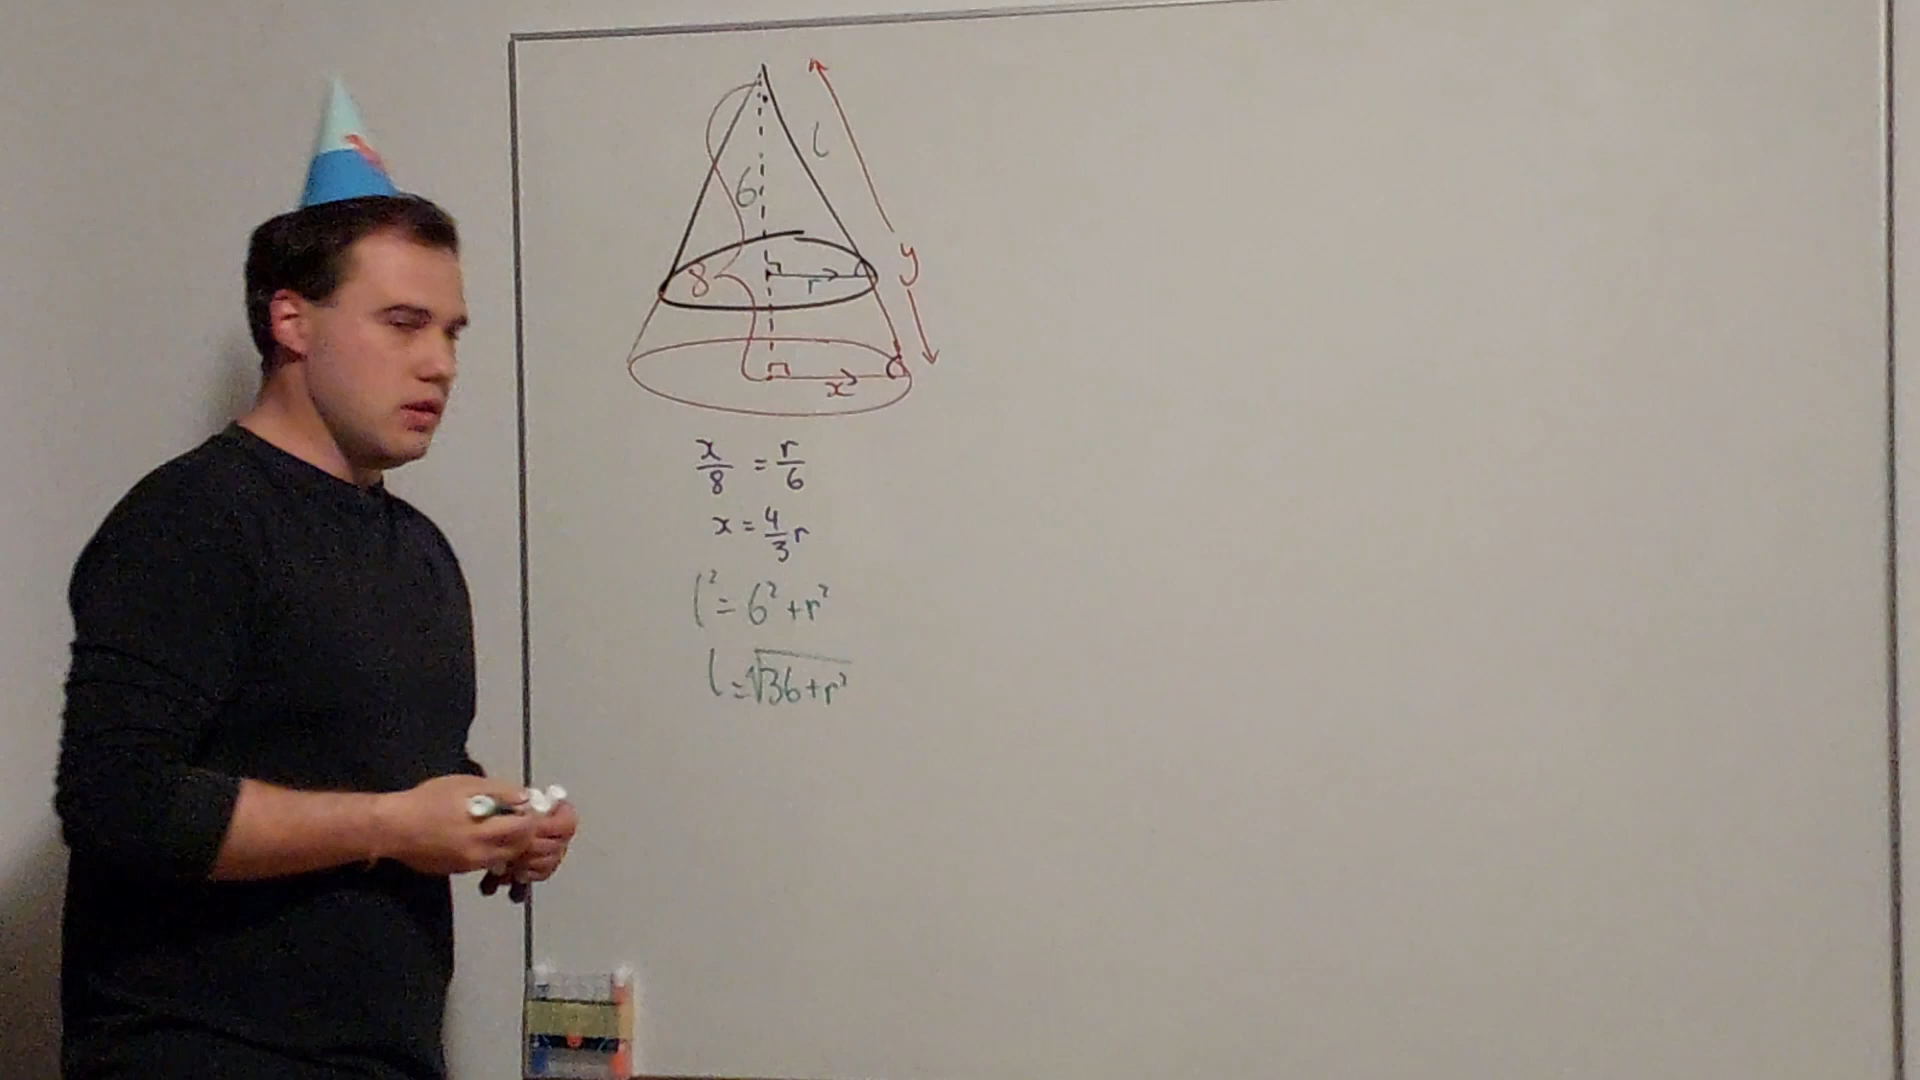 l
6
y
8
r
x
x/8 = r/6
x = 4/3 r
l² = 6² + r²
l = √36+r²